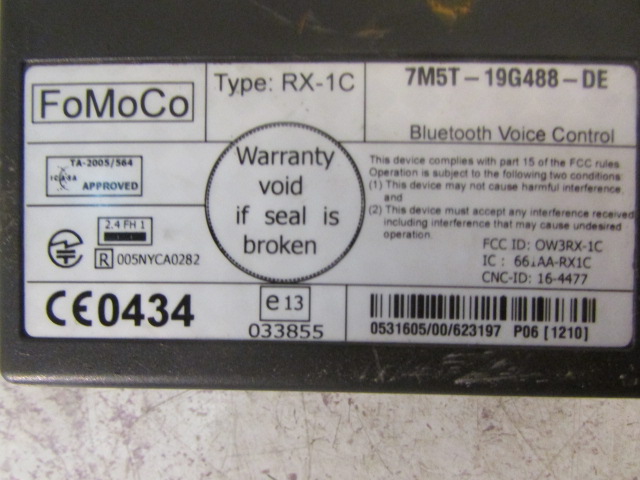 FoMoCo
Type: RX-1C
7M5T-19G488-DE
Bluetooth Voice Control
TA-2005/564
ICASA
APPROVED
Warranty
void
if seal is
broken
This device complies with part 15 of the FCC rules
Operation is subject to the following two conditions
(1) This device may not cause harmful interference,
and
(2) This device must accept any interference received
including interference that may cause undesired
operation.
2.4 FH 1
R 005NYCA0282
FCC ID: OW3RX-1C
IC :
CNC-ID: 16-4477
CE0434
e 13
033855
0531605/00/623197 P06 [1210]